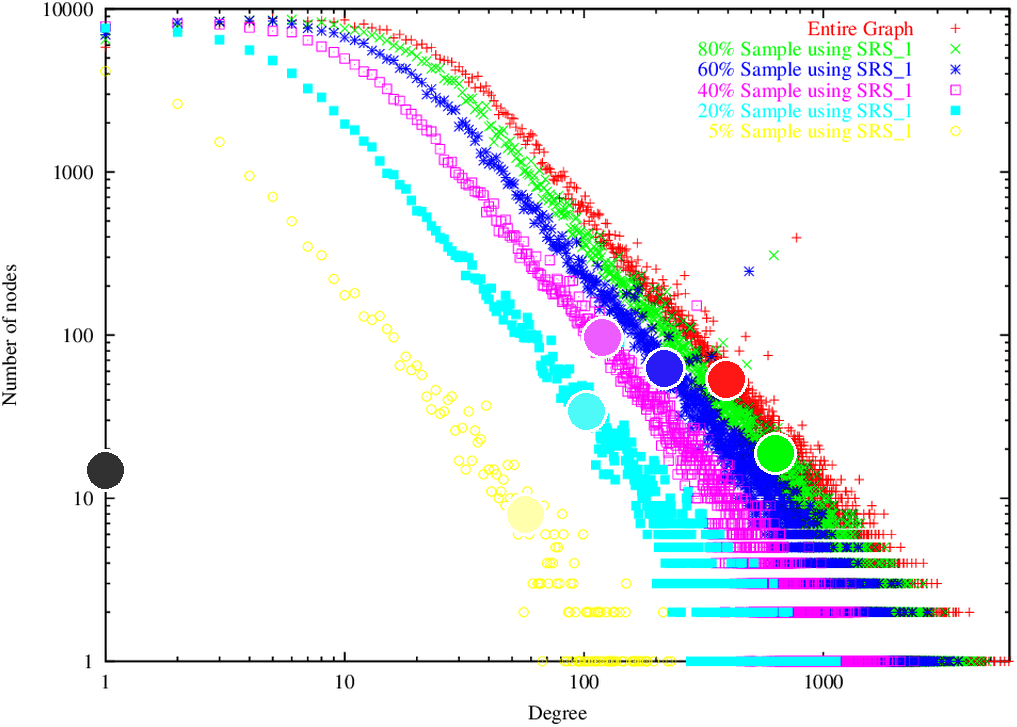 10000
1000
100
10
1
1
10
100
1000
Number of nodes
Degree
Entire Graph
80% Sample using SRS_1
60% Sample using SRS_1
40% Sample using SRS_1
20% Sample using SRS_1
5% Sample using SRS_1